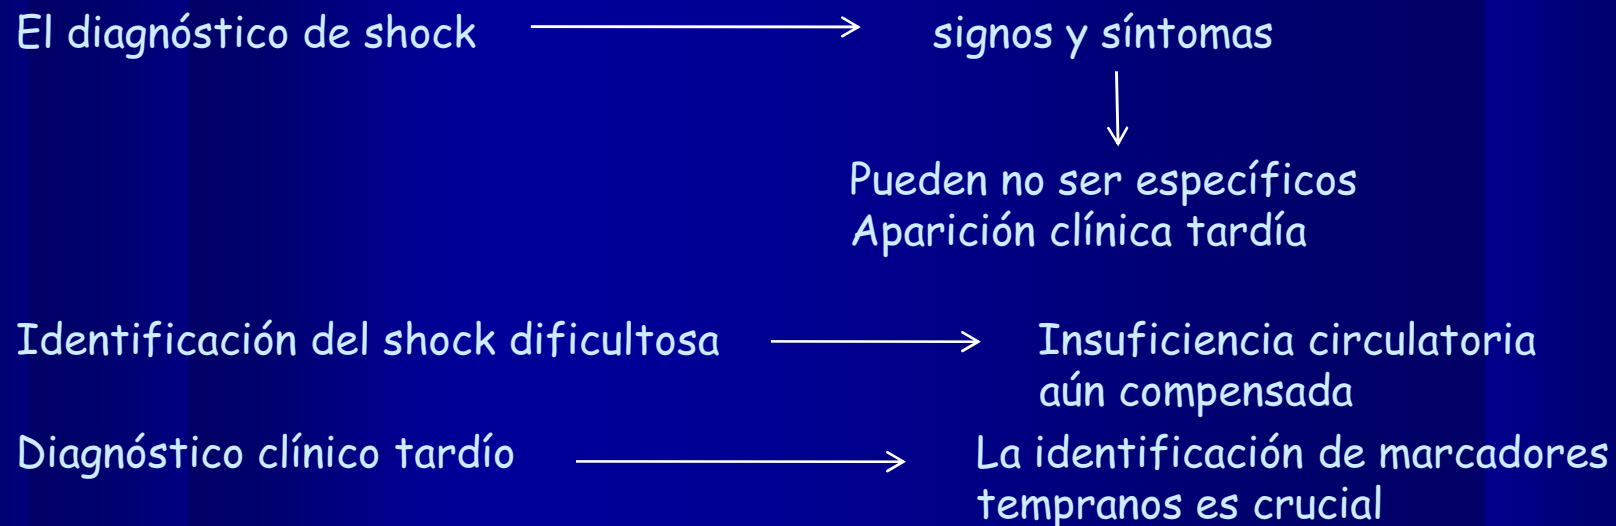 El diagnóstico de shock signos y síntomas
Pueden no ser específicos
Aparición clínica tardía
Identificación del shock dificultosa Insuficiencia circulatoria
aún compensada
Diagnóstico clínico tardío La identificación de marcadores
tempranos es crucial